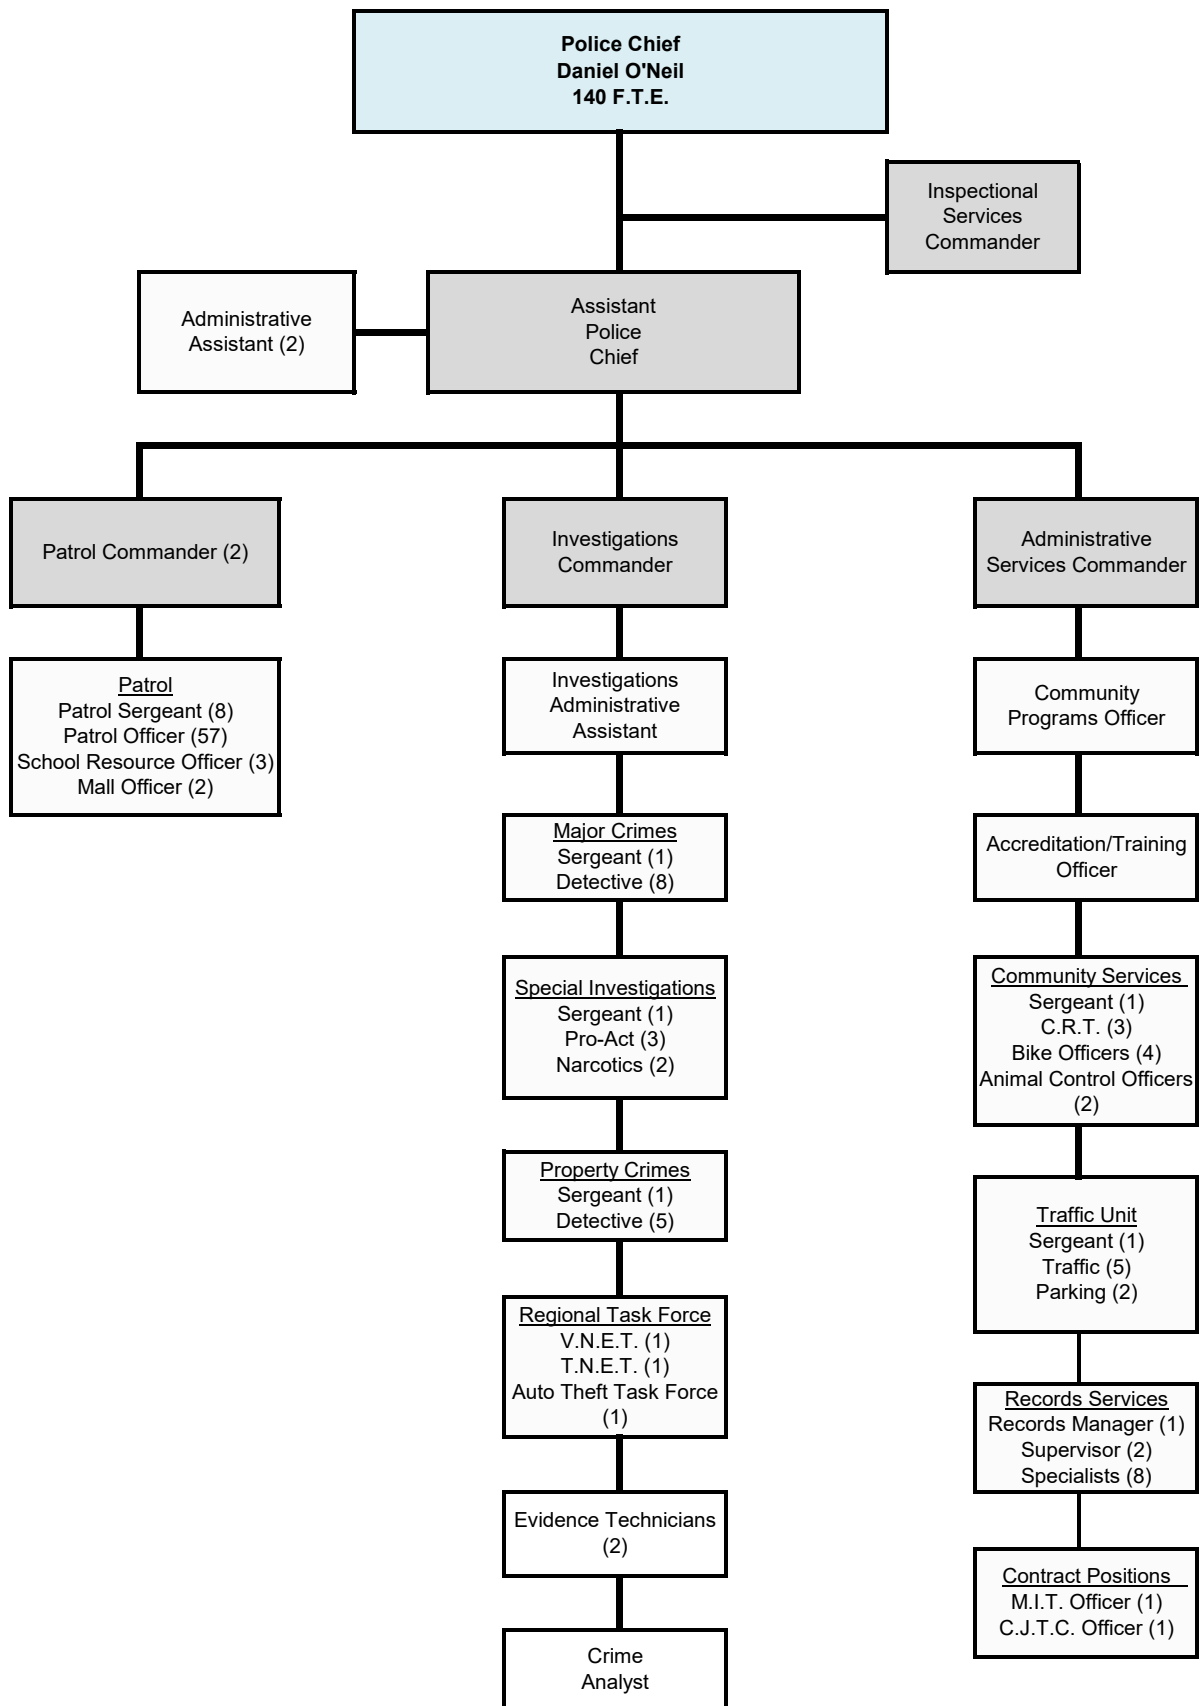 Police Chief
Daniel O'Neil
140 F.T.E.
Inspectional
Services
Commander
Administrative
Assistant (2)
Assistant
Police
Chief
Patrol Commander (2)
Investigations
Commander
Administrative
Services Commander
Patrol
Patrol Sergeant (8)
Patrol Officer (57)
School Resource Officer (3)
Mall Officer (2)
Investigations
Administrative
Assistant
Community
Programs Officer
Major Crimes
Sergeant (1)
Detective (8)
Accreditation/Training
Officer
Special Investigations
Sergeant (1)
Pro-Act (3)
Narcotics (2)
Community Services
Sergeant (1)
C.R.T. (3)
Bike Officers (4)
Animal Control Officers
(2)
Property Crimes
Sergeant (1)
Detective (5)
Traffic Unit
Sergeant (1)
Traffic (5)
Parking (2)
Regional Task Force
V.N.E.T. (1)
T.N.E.T. (1)
Auto Theft Task Force
(1)
Records Services
Records Manager (1)
Supervisor (2)
Specialists (8)
Evidence Technicians
(2)
Contract Positions
M.I.T. Officer (1)
C.J.T.C. Officer (1)
Crime
Analyst